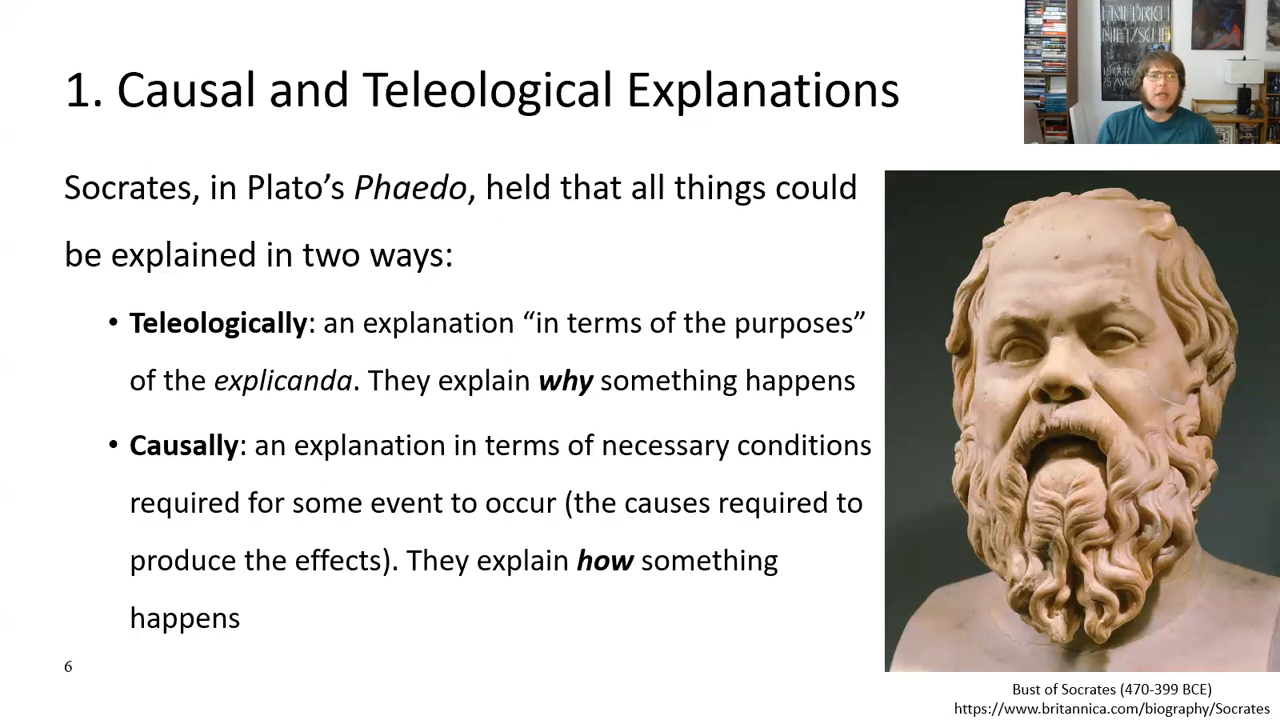 1. Causal and Teleological Explanations
Socrates, in Plato’s Phaedo, held that all things could
be explained in two ways:
• Teleologically: an explanation “in terms of the purposes”
of the explicanda. They explain why something happens
• Causally: an explanation in terms of necessary conditions
required for some event to occur (the causes required to
produce the effects). They explain how something
happens
6
Bust of Socrates (470-399 BCE)
https://www.britannica.com/biography/Socrates
NIETZSCHE